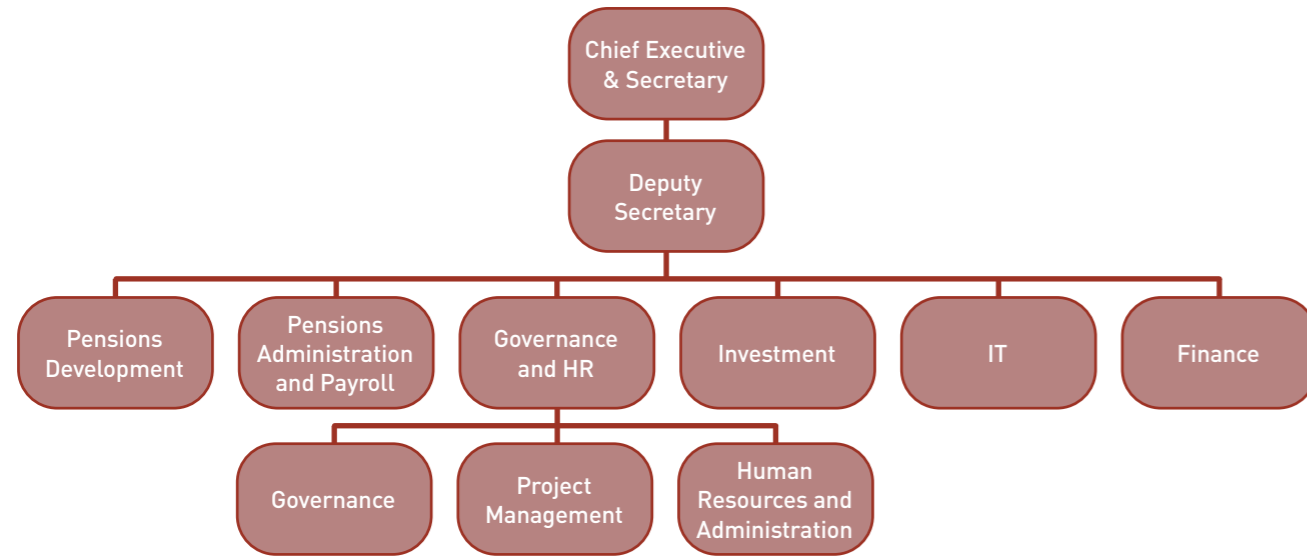 Chief Executive
& Secretary
Deputy
Secretary
Pensions
Development
Pensions
Administration
and Payroll
Governance
and HR
Investment
IT
Finance
Governance
Project
Management
Human
Resources and
Administration